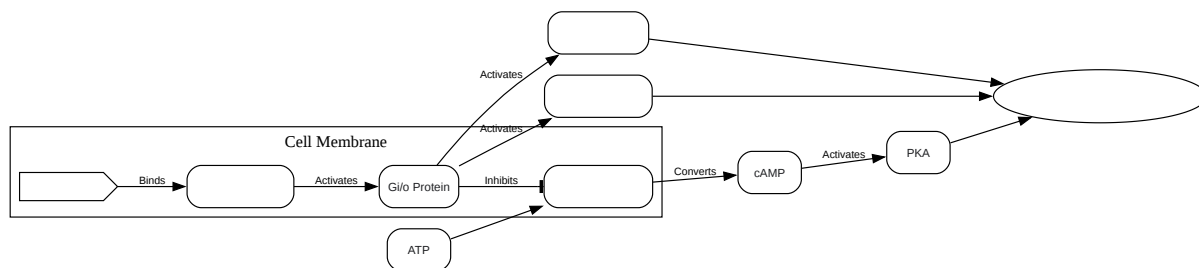 Activates
Activates
Cell Membrane
Binds
Activates
Gi/o Protein
Inhibits
Converts
cAMP
Activates
PKA
ATP